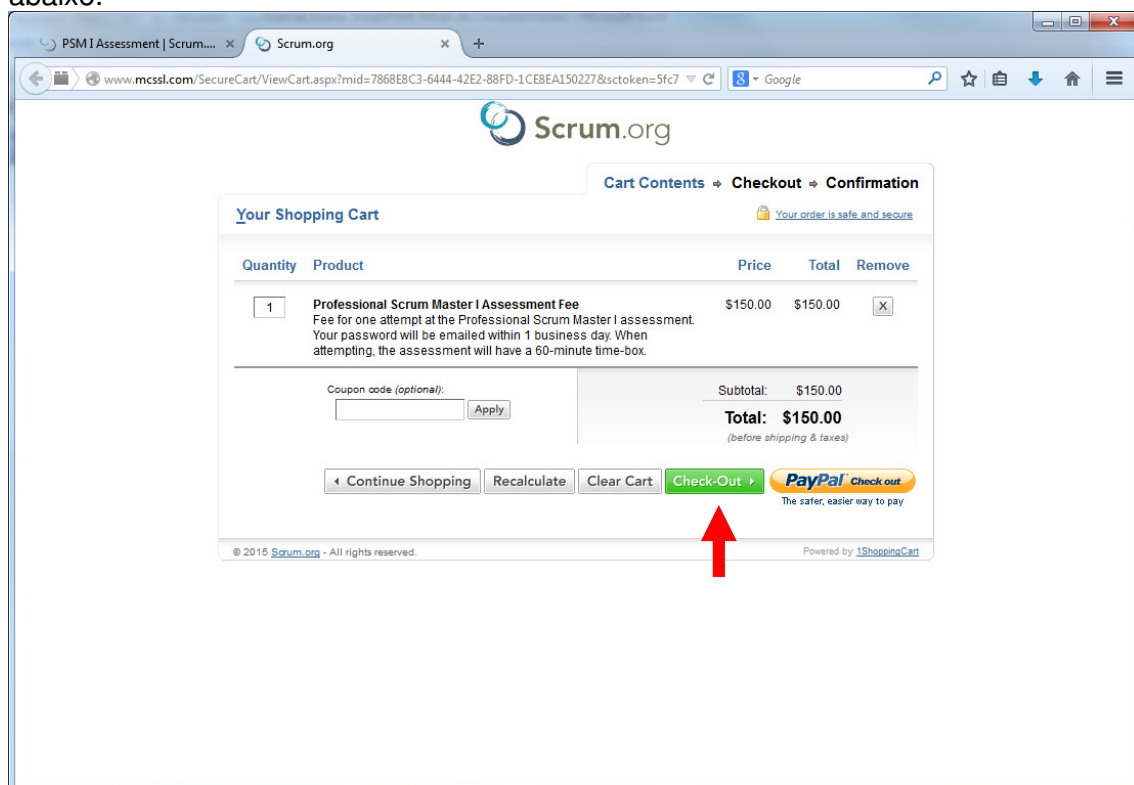 abaixo.
PSM I Assessment | Scrum.... × Scrum.org × +
www.mcssl.com/SecureCart/ViewCart.aspx?mid=7868E8C3-6444-42E2-88FD-1CE8EA150227&sctoken=5fc7 Google
Scrum.org
Cart Contents ⇒ Checkout ⇒ Confirmation
Your Shopping Cart Your order is safe and secure
Quantity Product Price Total Remove
1 Professional Scrum Master I Assessment Fee $150.00 $150.00 X
Fee for one attempt at the Professional Scrum Master I assessment.
Your password will be emailed within 1 business day. When
attempting, the assessment will have a 60-minute time-box.
Coupon code (optional): Subtotal: $150.00
Apply Total: $150.00
(before shipping & taxes)
Continue Shopping Recalculate Clear Cart Check-Out PayPal Check out
The safer, easier way to pay
© 2015 Scrum.org - All rights reserved. Powered by 1ShoppingCart